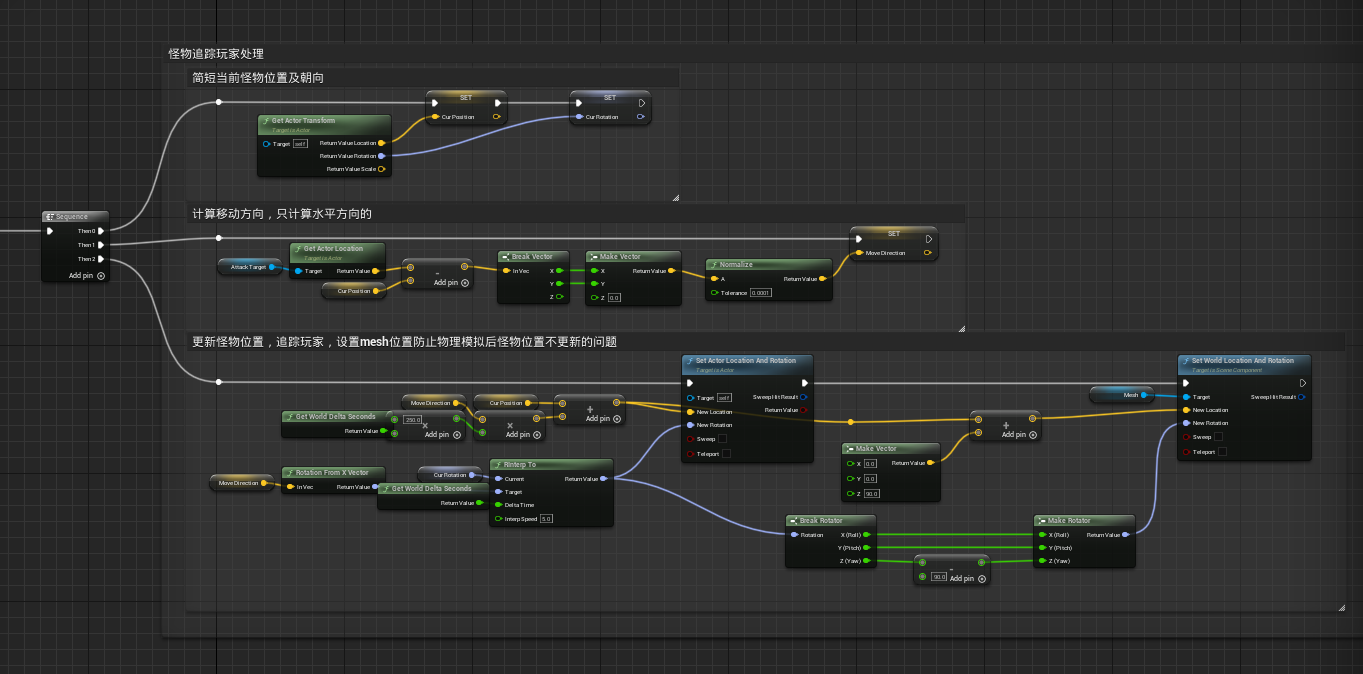 怪物追踪玩家处理
简短当前怪物位置及朝向
SET
SET
Cur Position
Cur Rotation
Get Actor Transform
Target is Actor
Target self
Return Value Location
Return Value Rotation
Return Value Scale
Sequence
Then 0
Then 1
Then 2
Add pin
计算移动方向，只计算水平方向的
SET
Move Direction
Attack Target
Get Actor Location
Target is Actor
Target
Return Value
Cur Position
-
Add pin
Break Vector
In Vec
X
Y
Z
Make Vector
X
Y
Z 0.0
Return Value
Normalize
A
Return Value
Tolerance 0.0001
更新怪物位置，追踪玩家，设置mesh位置防止物理模拟后怪物位置不更新的问题
Set Actor Location And Rotation
Target is Actor
Target self
New Location
New Rotation
Sweep
Teleport
Sweep Hit Result
Return Value
Set World Location And Rotation
Target is Scene Component
Target
New Location
New Rotation
Sweep
Teleport
Sweep Hit Result
Mesh
Move Direction
Cur Position
Get World Delta Seconds
Return Value
250.0
×
Add pin
×
Add pin
+
Add pin
+
Add pin
Make Vector
X 0.0
Y 0.0
Z 90.0
Return Value
Move Direction
Rotation From X Vector
In Vec
Return Value
Cur Rotation
Get World Delta Seconds
Return Value
RInterp To
Current
Target
Delta Time
Interp Speed 5.0
Return Value
Break Rotator
Rotation
X (Roll)
Y (Pitch)
Z (Yaw)
-
90.0
Add pin
Make Rotator
X (Roll)
Y (Pitch)
Z (Yaw)
Return Value